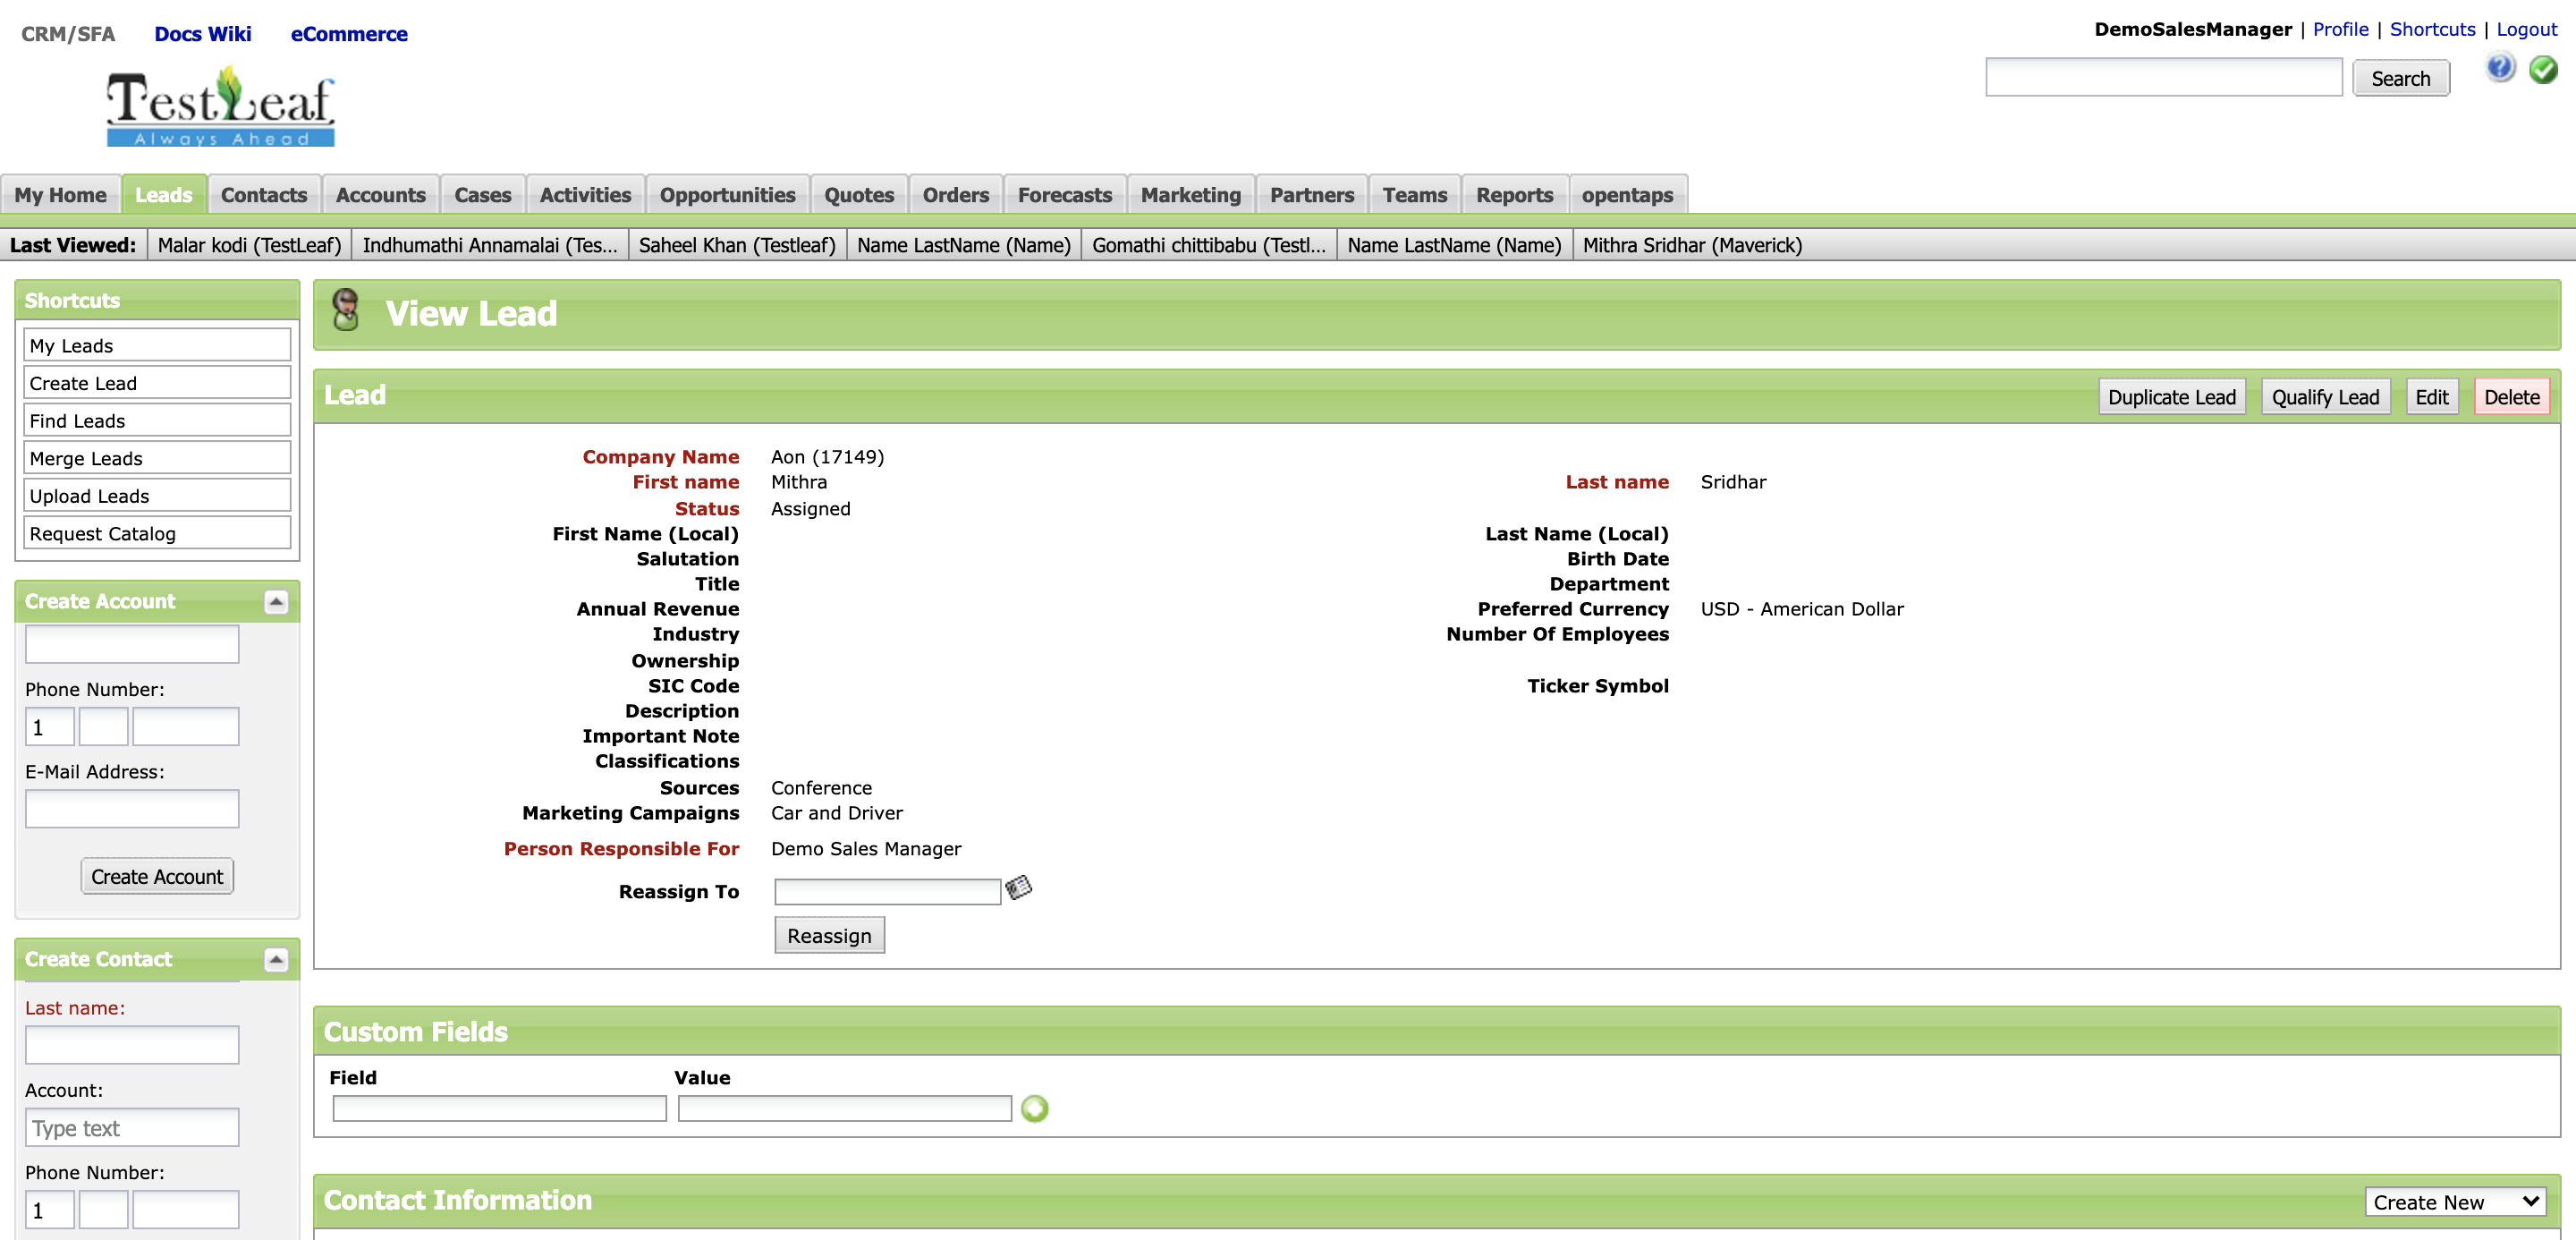 CRM/SFA Docs Wiki eCommerce
DemoSalesManager | Profile | Shortcuts | Logout
Search
TestLeaf
Always Ahead
My Home Leads Contacts Accounts Cases Activities Opportunities Quotes Orders Forecasts Marketing Partners Teams Reports opentaps
Last Viewed: Malar kodi (TestLeaf) Indhumathi Annamalai (Tes... Saheel Khan (Testleaf) Name LastName (Name) Gomathi chittibabu (Testl... Name LastName (Name) Mithra Sridhar (Maverick)
Shortcuts
My Leads
Create Lead
Find Leads
Merge Leads
Upload Leads
Request Catalog
Create Account
Phone Number:
1
E-Mail Address:
Create Account
Create Contact
Last name:
Account:
Type text
Phone Number:
1
View Lead
Lead
Duplicate Lead Qualify Lead Edit Delete
Company Name Aon (17149)
First name Mithra Last name Sridhar
Status Assigned
First Name (Local) Last Name (Local)
Salutation Birth Date
Title Department
Annual Revenue Preferred Currency USD - American Dollar
Industry Number Of Employees
Ownership
SIC Code Ticker Symbol
Description
Important Note
Classifications
Sources Conference
Marketing Campaigns Car and Driver
Person Responsible For Demo Sales Manager
Reassign To
Reassign
Custom Fields
Field Value
Contact Information
Create New